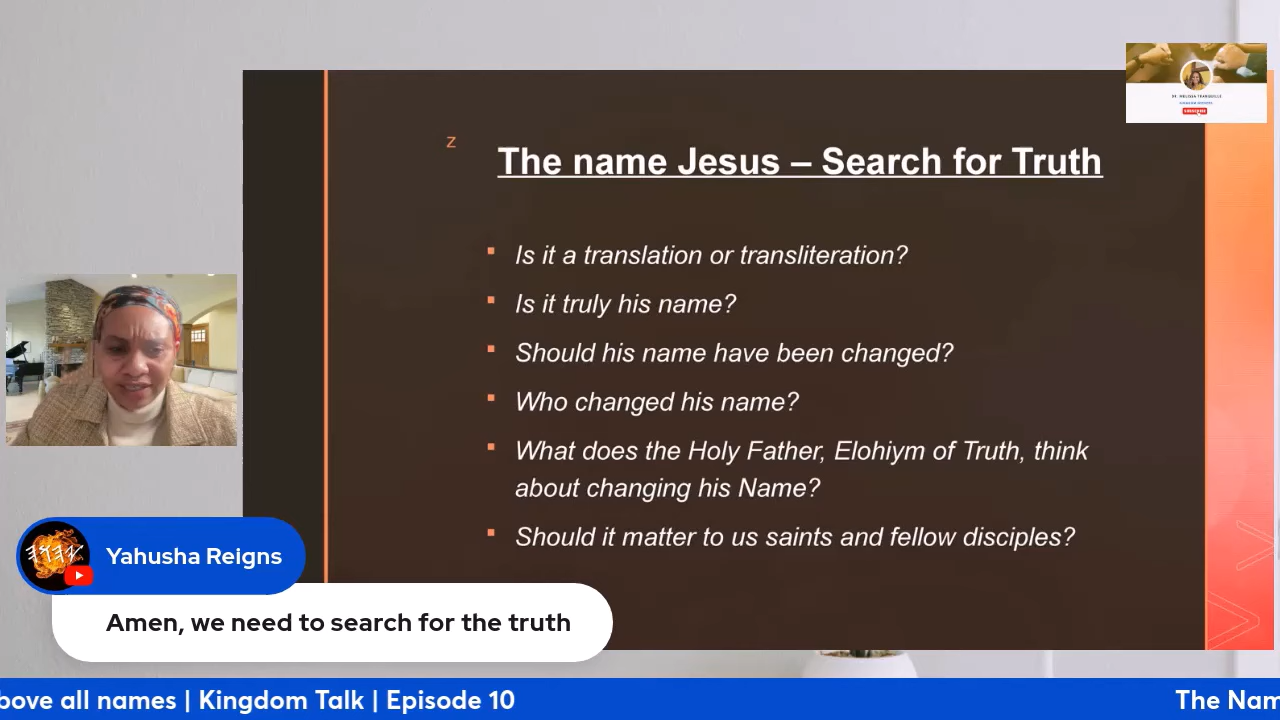 z
The name Jesus – Search for Truth
Is it a translation or transliteration?
Is it truly his name?
Should his name have been changed?
Who changed his name?
What does the Holy Father, Elohiym of Truth, think
about changing his Name?
Should it matter to us saints and fellow disciples?
Yahusha Reigns
Amen, we need to search for the truth
bove all names | Kingdom Talk | Episode 10
The Nam